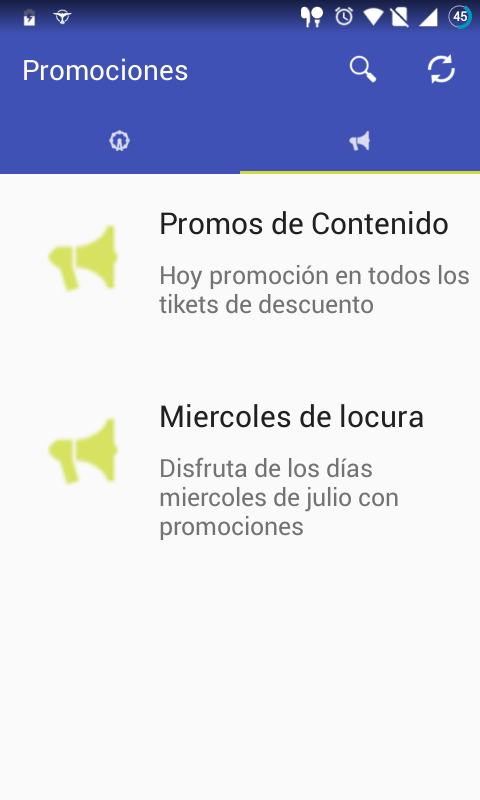 45
Promociones
Promos de Contenido
Hoy promoción en todos los
tikets de descuento
Miercoles de locura
Disfruta de los días
miercoles de julio con
promociones